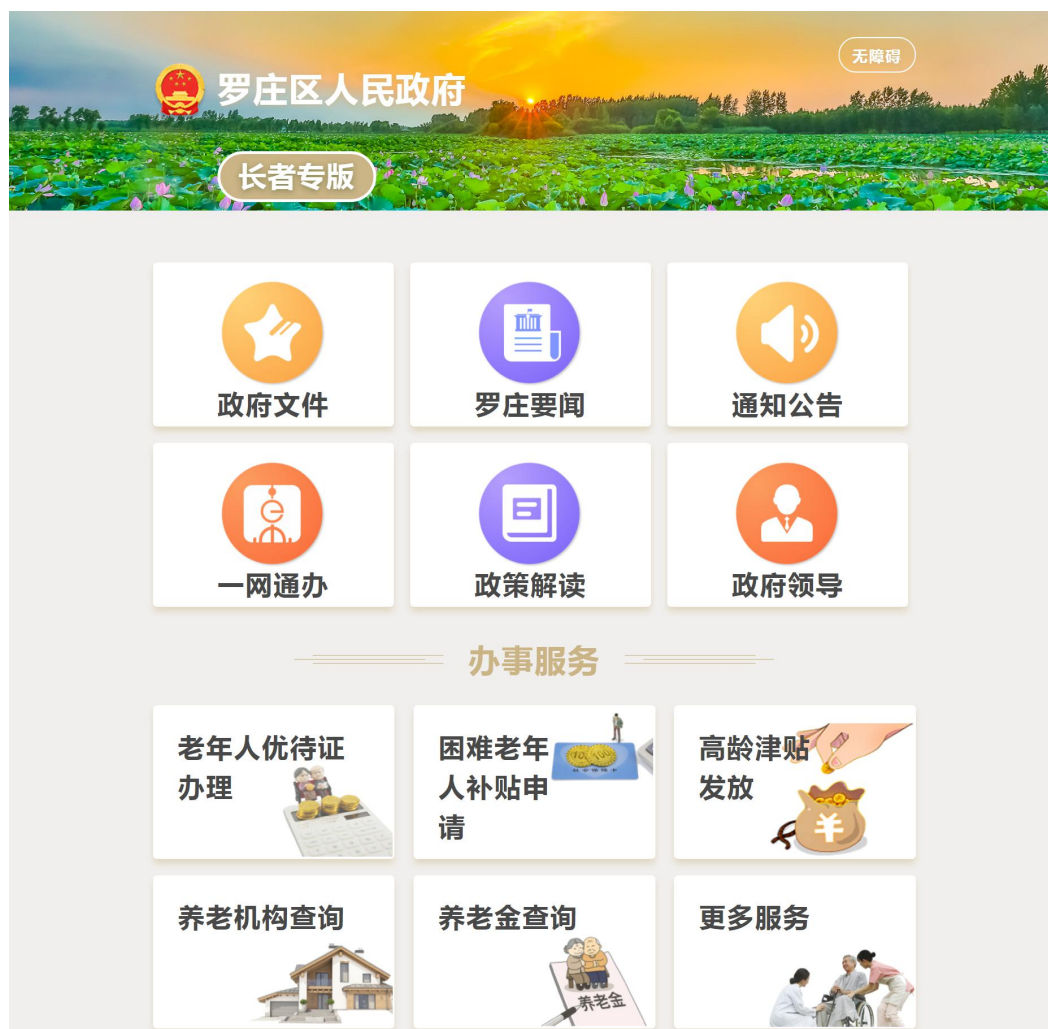 无障碍
罗庄区人民政府
长者专版
政府文件
罗庄要闻
通知公告
一网通办
政策解读
政府领导
办事服务
老年人优待证
办理
困难老年
人补贴申
请
高龄津贴
发放
养老机构查询
养老金查询
养老金
更多服务